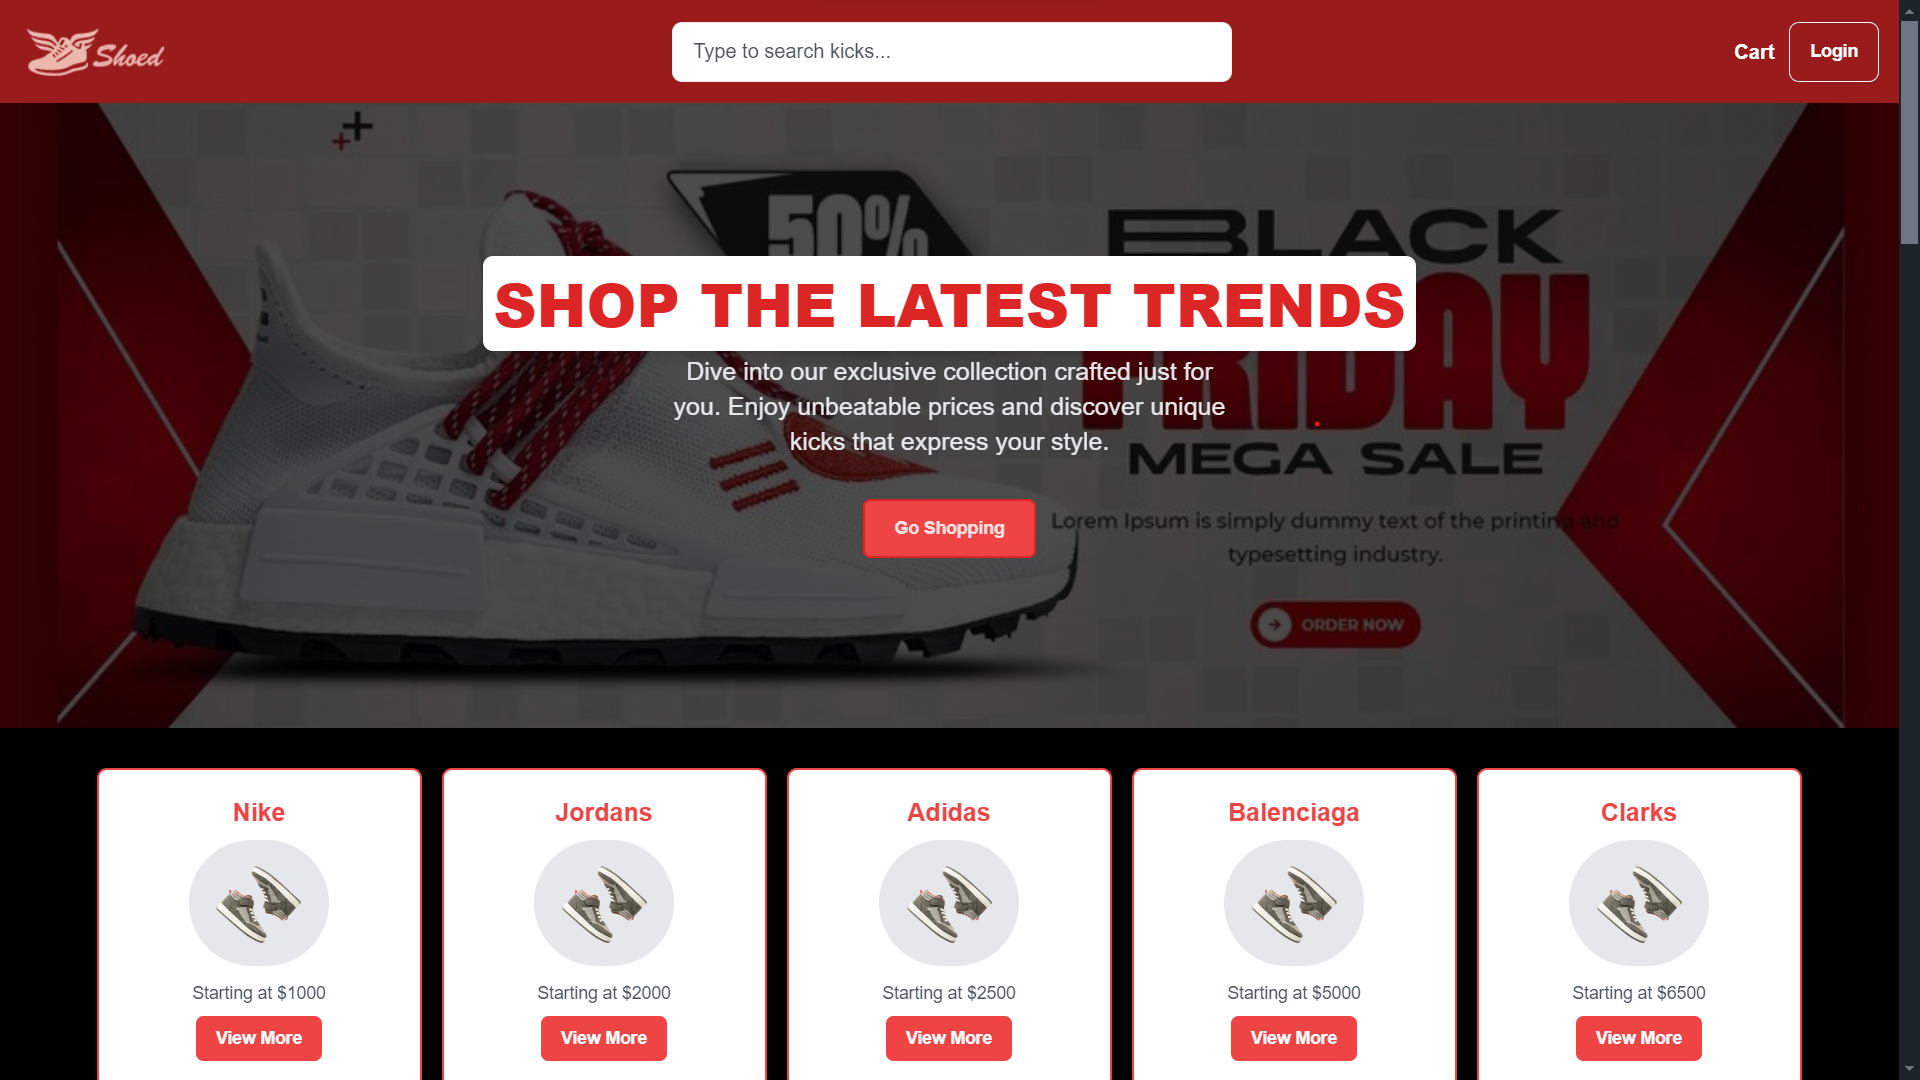 Shoed
Type to search kicks...
Cart
Login
50%
BLACK
SHOP THE LATEST TRENDS
FRIDAY
Dive into our exclusive collection crafted just for
you. Enjoy unbeatable prices and discover unique
kicks that express your style.
MEGA SALE
Go Shopping
Lorem Ipsum is simply dummy text of the printing and
typesetting industry.
ORDER NOW
Nike
Jordans
Adidas
Balenciaga
Clarks
Starting at $1000
Starting at $2000
Starting at $2500
Starting at $5000
Starting at $6500
View More
View More
View More
View More
View More